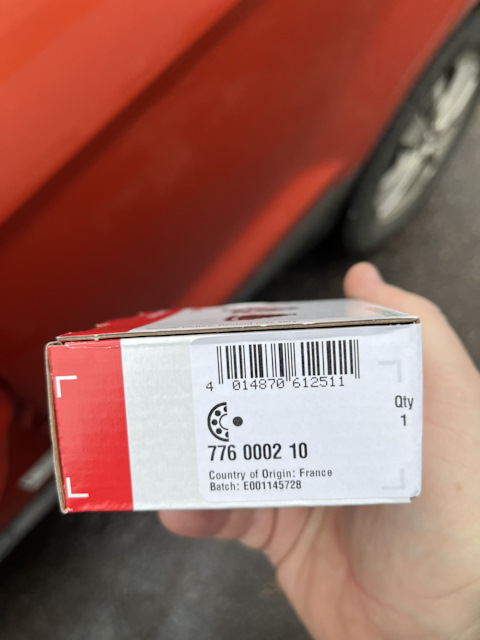 4 014870 612511
Qty
1
776 0002 10
Country of Origin: France
Batch: E001145728